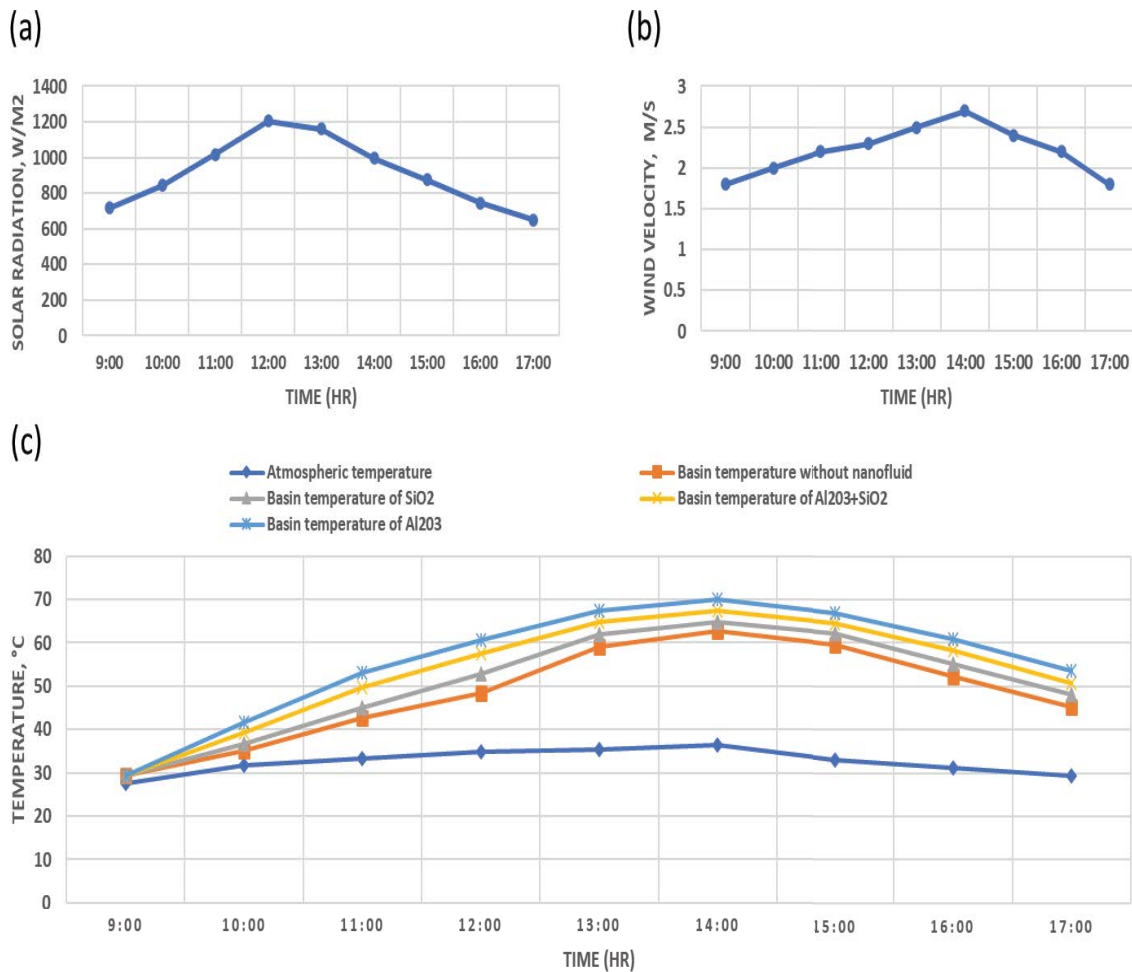 (a)
1400
1200
1000
800
600
400
200
0
SOLAR RADIATION, W/M2
9:00 10:00 11:00 12:00 13:00 14:00 15:00 16:00 17:00
TIME (HR)
(b)
3
2.5
2
1.5
1
0.5
0
WIND VELOCITY, M/S
9:00 10:00 11:00 12:00 13:00 14:00 15:00 16:00 17:00
TIME (HR)
(c)
Atmospheric temperature
Basin temperature without nanofluid
Basin temperature of SiO2
Basin temperature of Al203+SiO2
Basin temperature of Al203
80
70
60
50
40
30
20
10
0
TEMPERATURE, °C
9:00 10:00 11:00 12:00 13:00 14:00 15:00 16:00 17:00
TIME (HR)